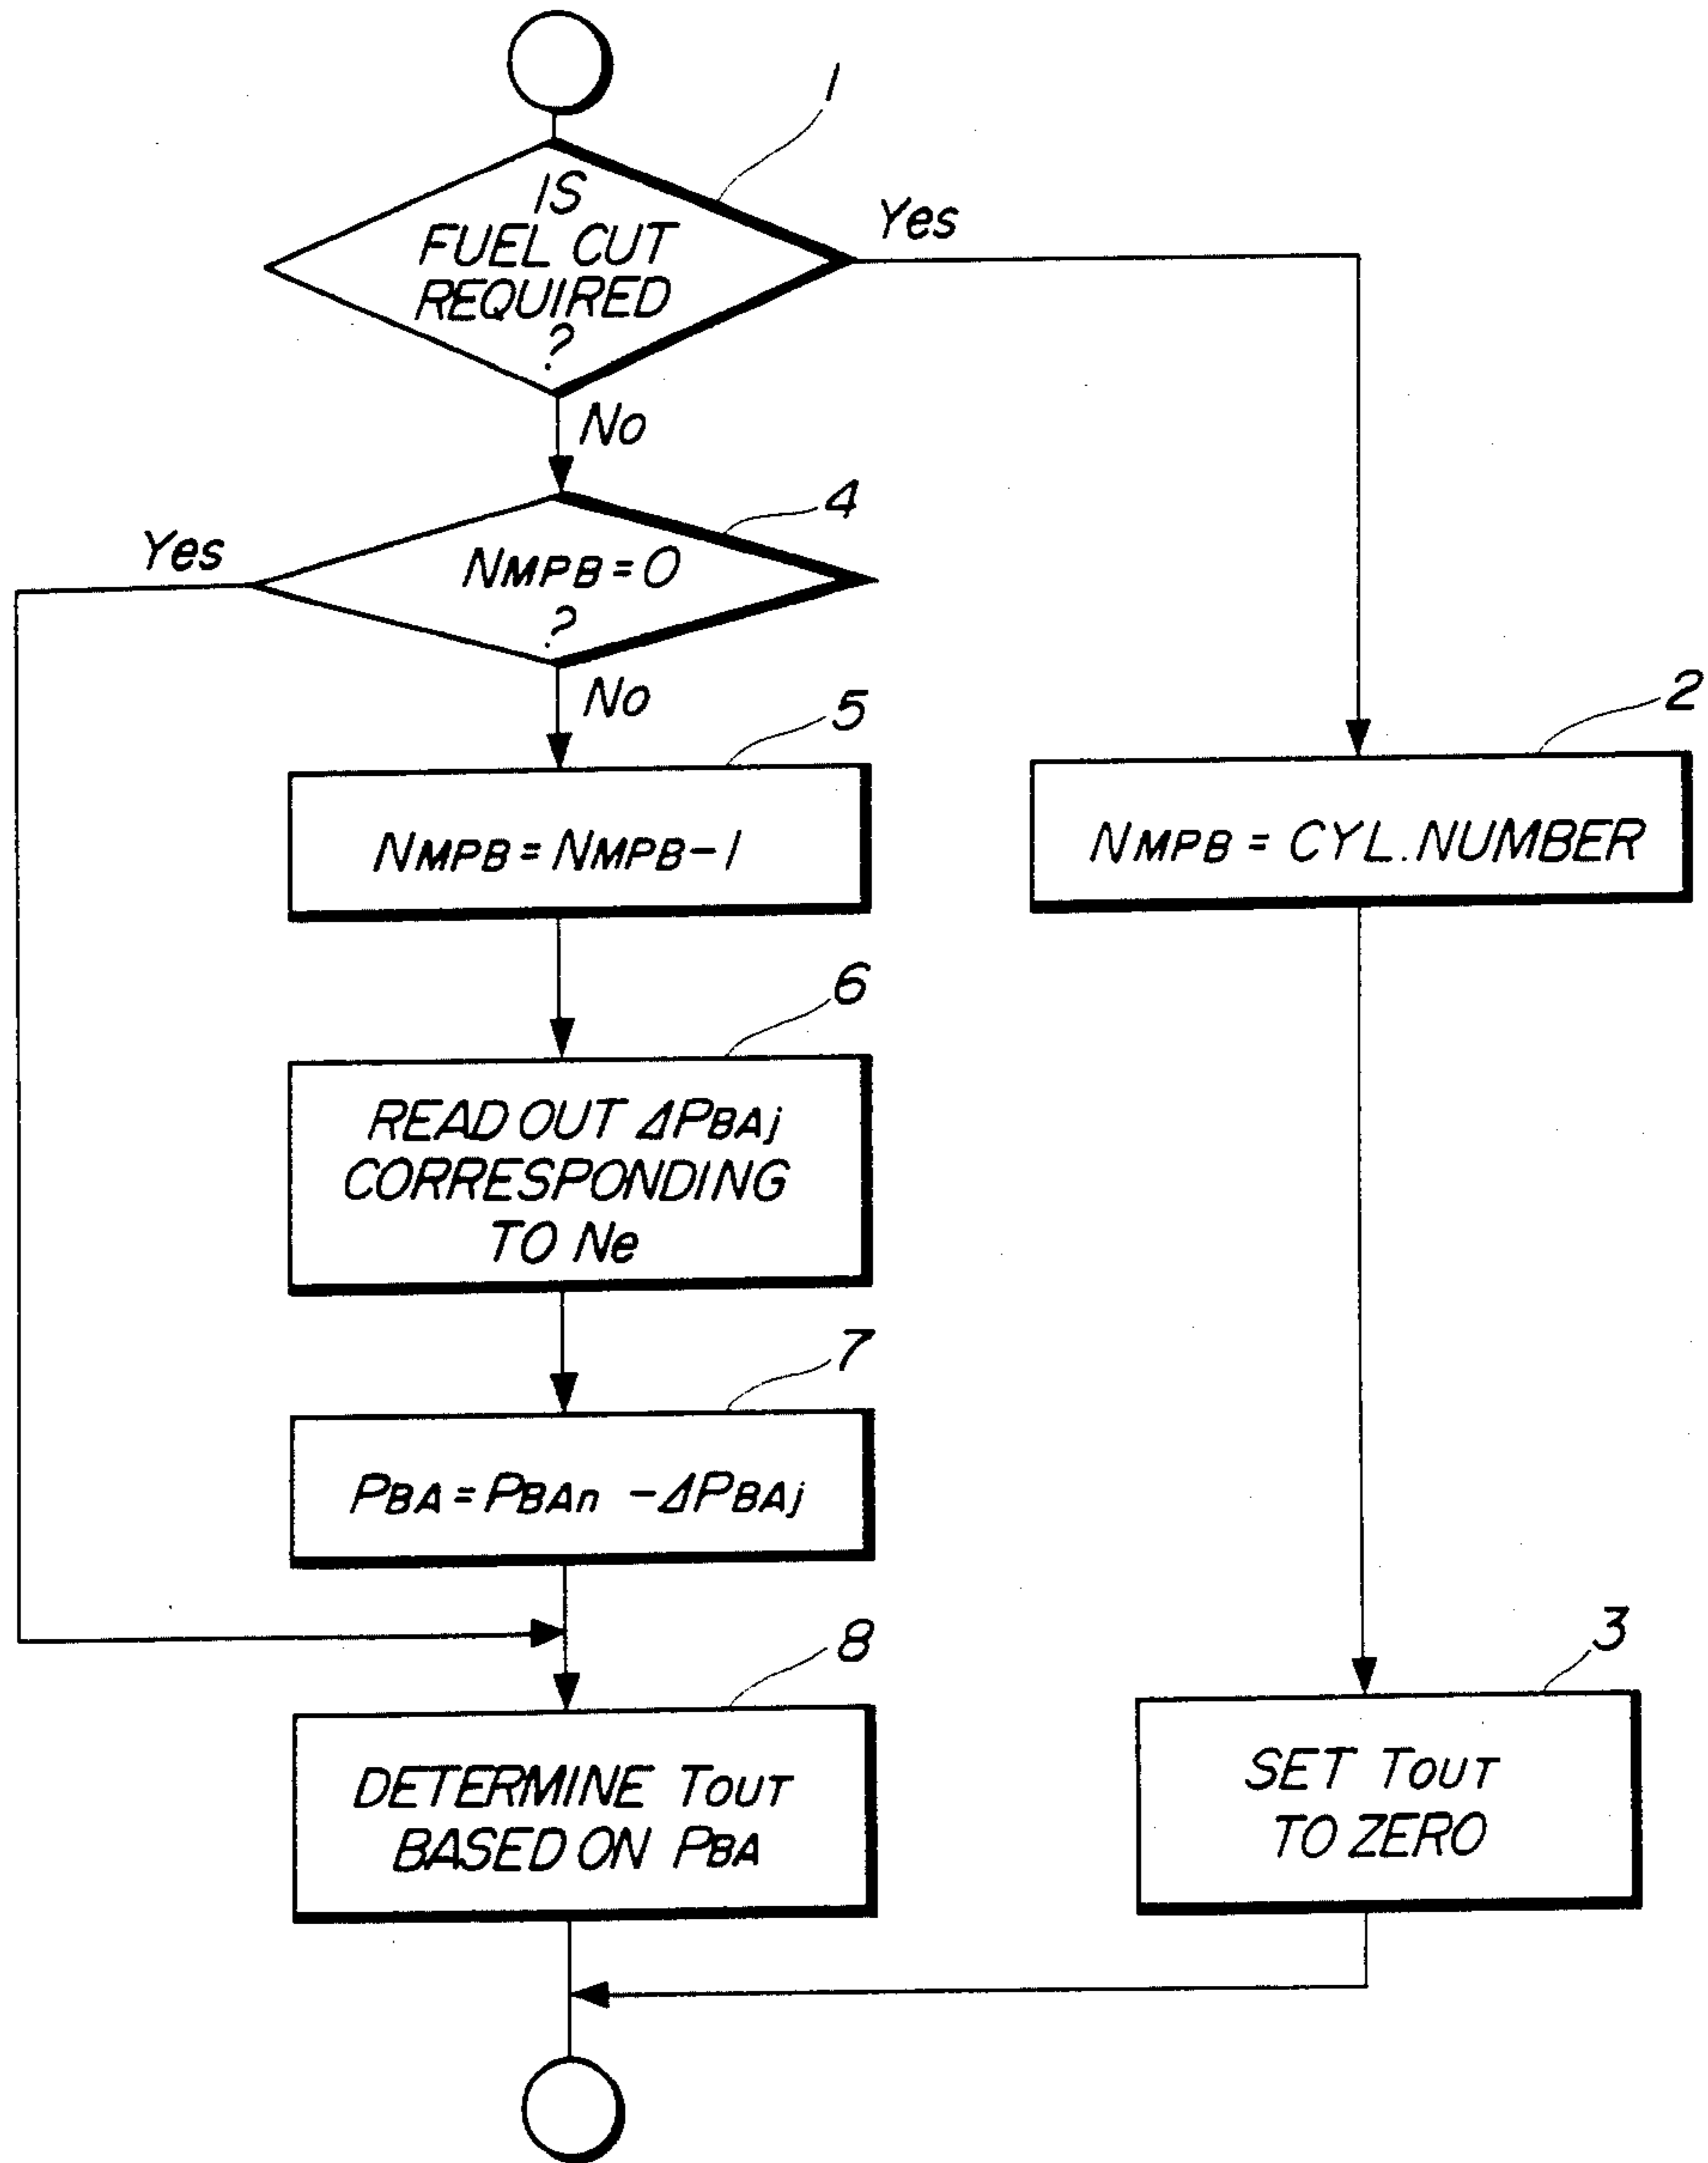 1
IS
FUEL CUT
REQUIRED
?
Yes
No
4
Yes
NMPB=0
?
No
5
NMPB=NMPB-1
2
NMPB = CYL.NUMBER
6
READ OUT ΔPBAj
CORRESPONDING
TO Ne
7
PBA=PBAn -ΔPBAj
8
DETERMINE TOUT
BASED ON PBA
3
SET TOUT
TO ZERO